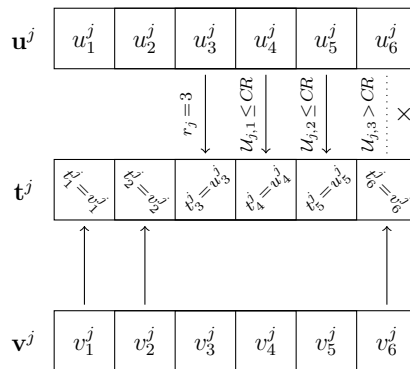 u^j u_1^j u_2^j u_3^j u_4^j u_5^j u_6^j
r_j = 3 U_{j,1} ≤ CR U_{j,2} ≤ CR U_{j,3} > CR ×
t^j t_1^j = v_1^j t_2^j = v_2^j t_3^j = u_3^j t_4^j = u_4^j t_5^j = u_5^j t_6^j = v_6^j
v^j v_1^j v_2^j v_3^j v_4^j v_5^j v_6^j